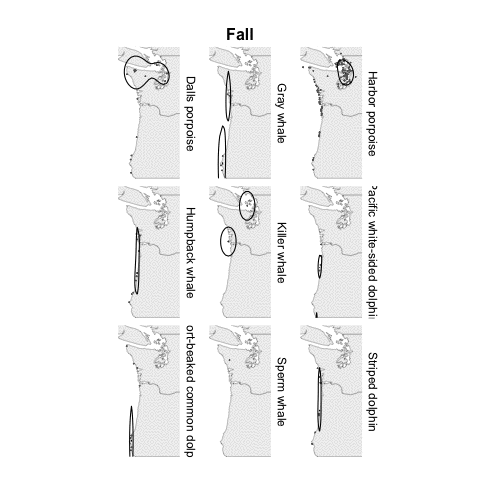 Fall
Dalls porpoise
Gray whale
Harbor porpoise
Humpback whale
Killer whale
Pacific white-sided dolphin
ort-beaked common dolp
Sperm whale
Striped dolphin